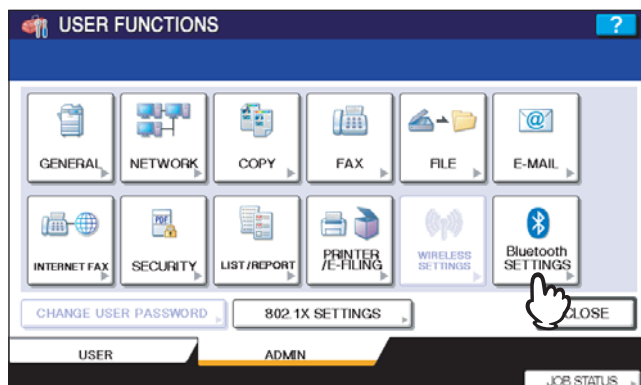 USER FUNCTIONS
?
GENERAL NETWORK COPY FAX FILE E-MAIL
@
PDF
INTERNET FAX SECURITY LIST/REPORT PRINTER /E-FILING WIRELESS SETTINGS Bluetooth SETTINGS
CHANGE USER PASSWORD 802.1X SETTINGS CLOSE
USER ADMIN
JOB STATUS